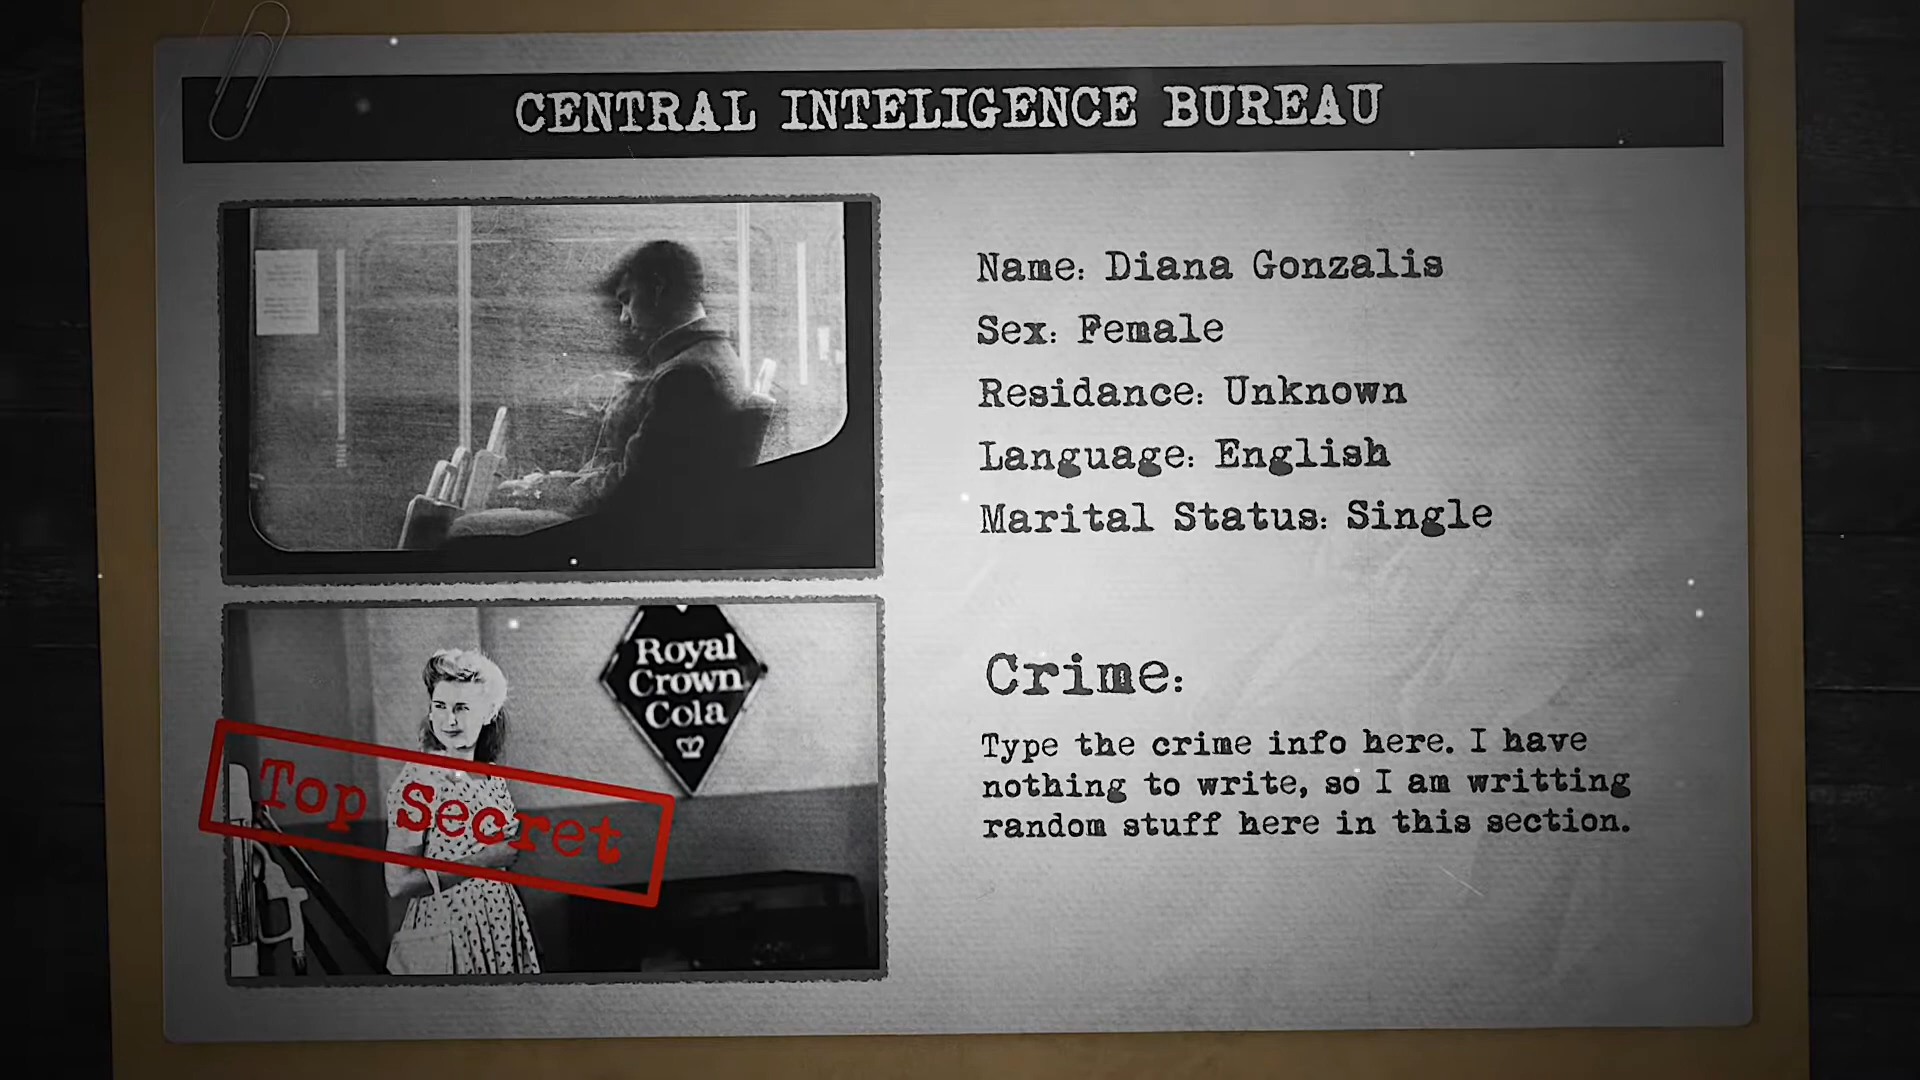 CENTRAL INTELIGENCE BUREAU
Name: Diana Gonzalis
Sex: Female
Residance: Unknown
Language: English
Marital Status: Single
Royal
Crown
Cola
Top Secret
Crime:
Type the crime info here. I have
nothing to write, so I am writting
random stuff here in this section.